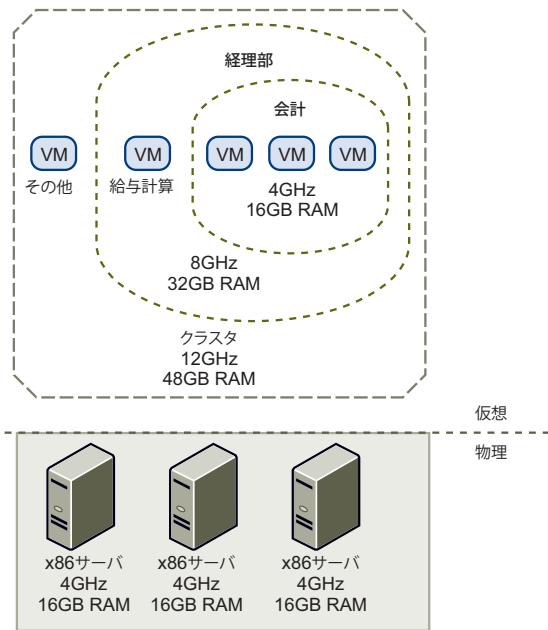 経理部
会計
VM VM VM VM VM
その他 給与計算
4GHz
16GB RAM
8GHz
32GB RAM
クラスタ
12GHz
48GB RAM
仮想
物理
x86サーバ x86サーバ x86サーバ
4GHz 4GHz 4GHz
16GB RAM 16GB RAM 16GB RAM